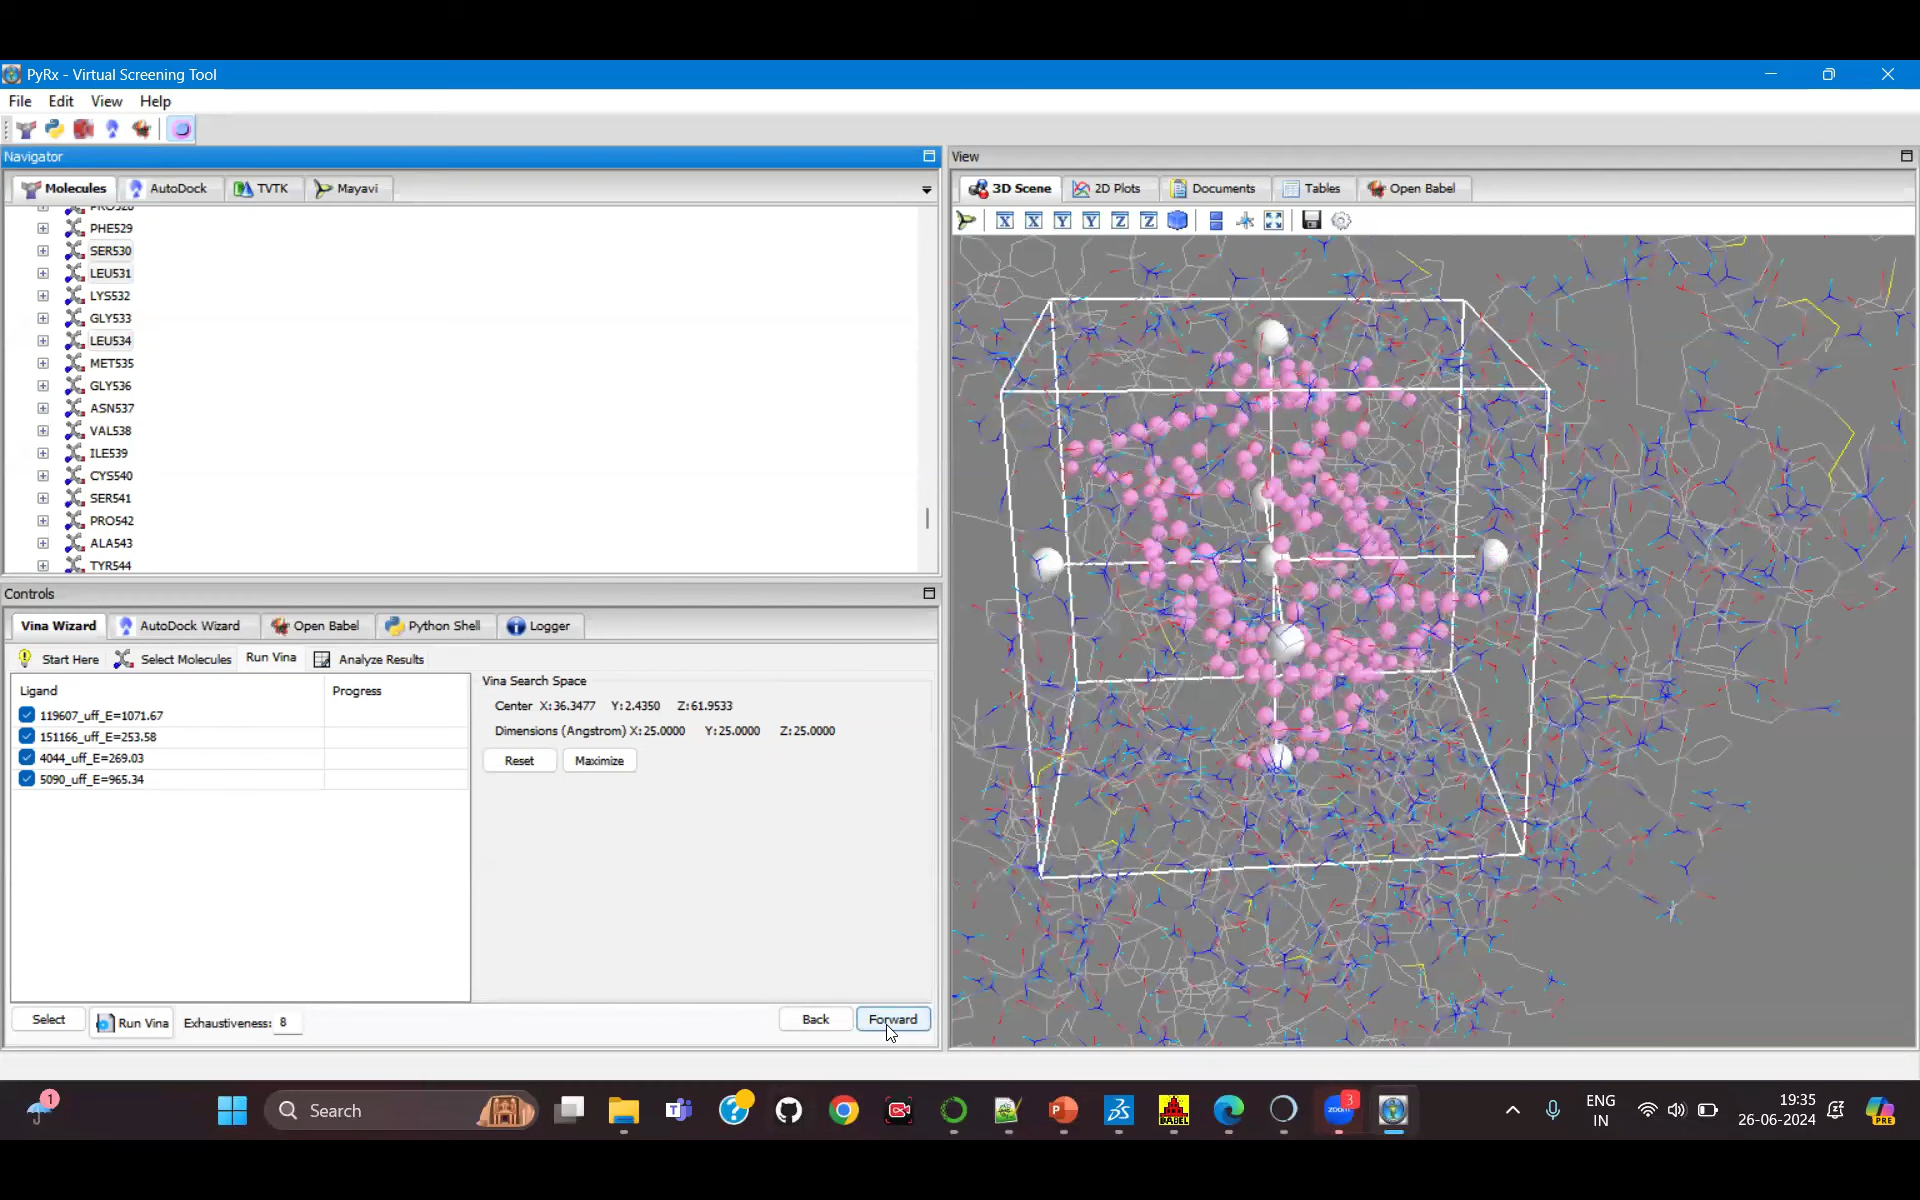 PyRx - Virtual Screening Tool
File Edit View Help
Navigator
Molecules AutoDock TVTK Mayavi
PHE529
SER530
LEU531
LYS532
GLY533
LEU534
MET535
GLY536
ASN537
VAL538
ILE539
CYS540
SER541
PRO542
ALA543
TYR544
Controls
Vina Wizard AutoDock Wizard Open Babel Python Shell Logger
Start Here Select Molecules Run Vina Analyze Results
Ligand Progress
119607_uff_E=1071.67
151166_uff_E=253.58
4044_uff_E=269.03
5090_uff_E=965.34
Vina Search Space
Center X:36.3477 Y:2.4350 Z:61.9533
Dimensions (Angstrom) X:25.0000 Y:25.0000 Z:25.0000
Reset Maximize
Select Run Vina Exhaustiveness: 8 Back Forward
View
3D Scene 2D Plots Documents Tables Open Babel
X X Y Y Z Z
1
Search
BABEL
zoom
3
ENG
IN
19:35
26-06-2024
PRE